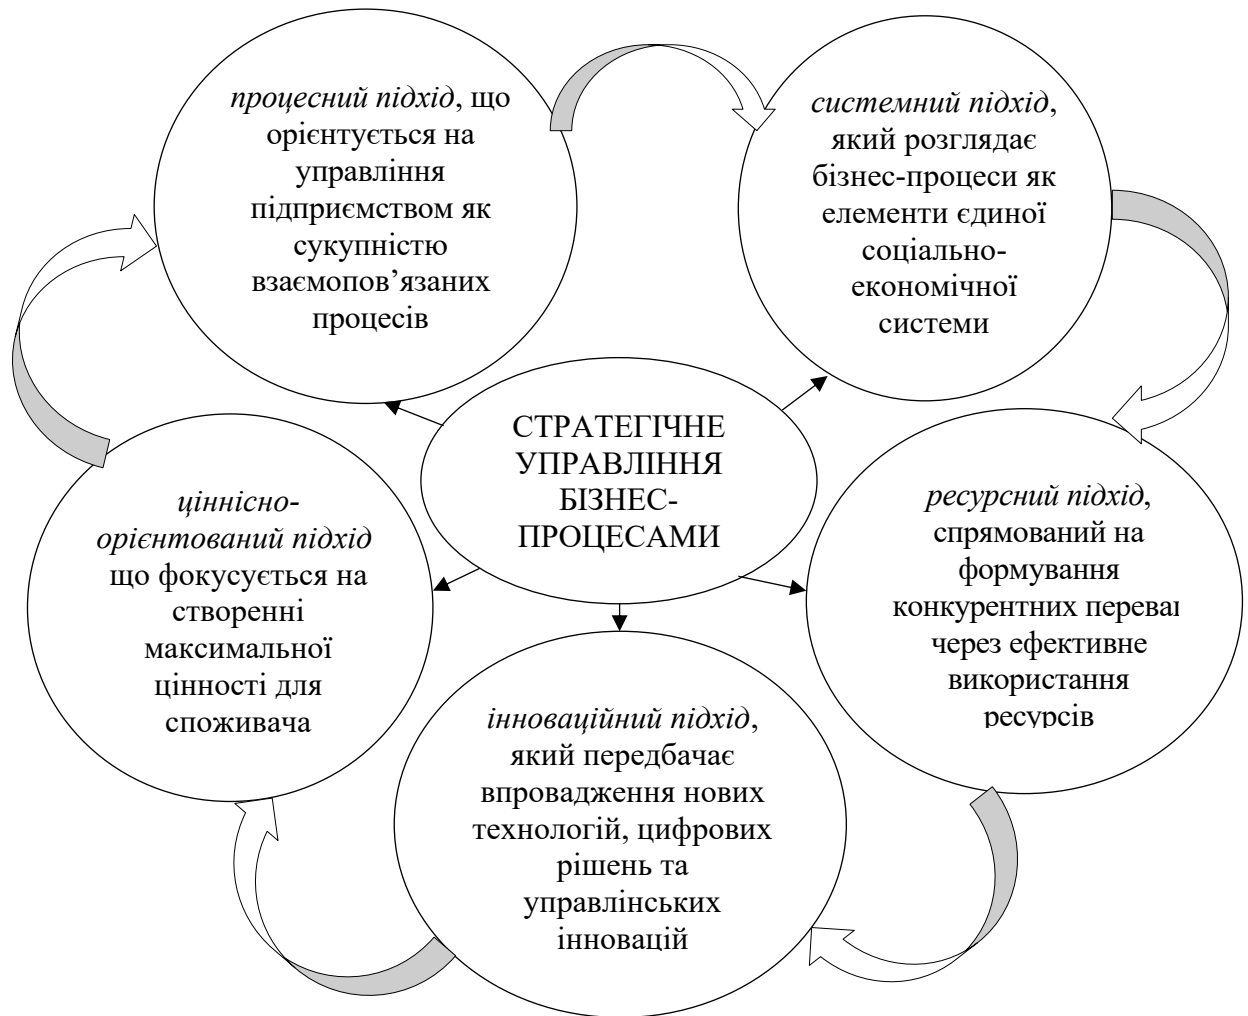 процесний підхід, що
орієнтується на
управління
підприємством як
сукупністю
взаємопов’язаних
процесів
системний підхід,
який розглядає
бізнес-процеси як
елементи єдиної
соціально-
економічної
системи
СТРАТЕГІЧНЕ
УПРАВЛІННЯ
БІЗНЕС-
ПРОЦЕСАМИ
ресурсний підхід,
спрямований на
формування
конкурентних переваг
через ефективне
використання
ресурсів
інноваційний підхід,
який передбачає
впровадження нових
технологій, цифрових
рішень та
управлінських
інновацій
ціннісно-
орієнтований підхід
що фокусується на
створенні
максимальної
цінності для
споживача